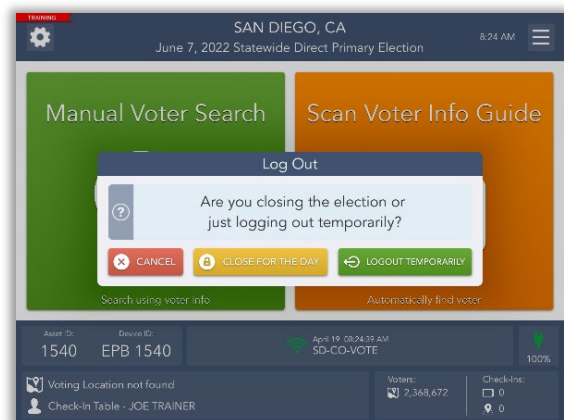 TRAINING
SAN DIEGO, CA
June 7, 2022 Statewide Direct Primary Election
8:24 AM
Manual Voter Search
Scan Voter Info Guide
Log Out
Are you closing the election or
just logging out temporarily?
CANCEL
CLOSE FOR THE DAY
LOGOUT TEMPORARILY
Search using voter info
Automatically find voter
Asset ID:
1540
Device ID:
EPB 1540
April 19 08:24:39 AM
SD-CO-VOTE
100%
Voting Location not found
Check-In Table - JOE TRAINER
Voters:
2,368,672
Check-Ins:
0
0